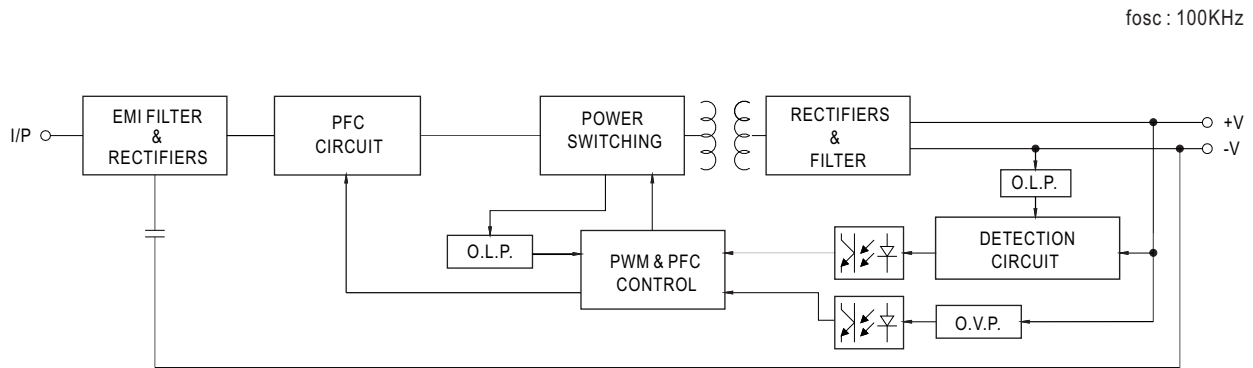 fosc : 100KHz
I/P
EMI FILTER
&
RECTIFIERS
PFC
CIRCUIT
POWER
SWITCHING
RECTIFIERS
&
FILTER
+V
-V
O.L.P.
O.L.P.
PWM & PFC
CONTROL
DETECTION
CIRCUIT
O.V.P.